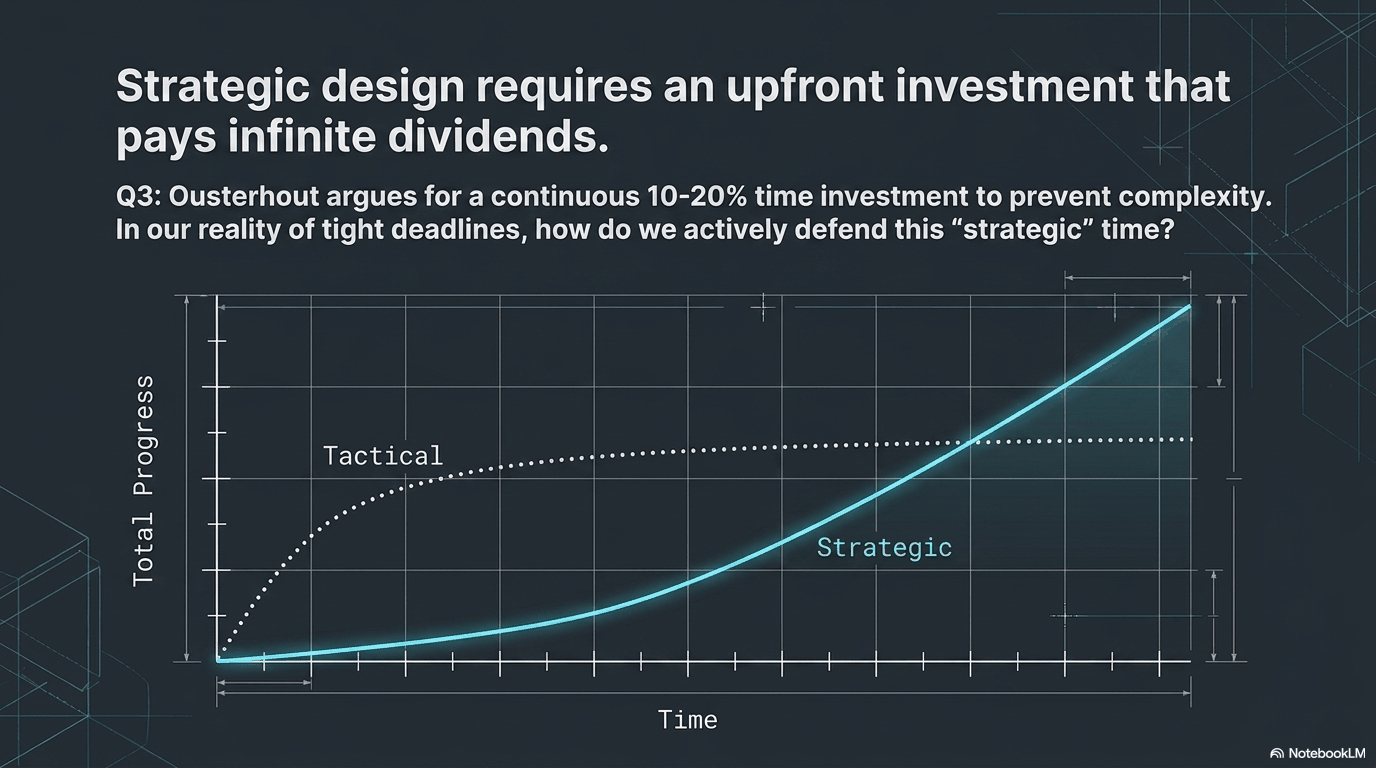 Strategic design requires an upfront investment that
pays infinite dividends.
Q3: Ousterhout argues for a continuous 10-20% time investment to prevent complexity.
In our reality of tight deadlines, how do we actively defend this “strategic” time?
Total Progress
Tactical
Strategic
Time
NotebookLM